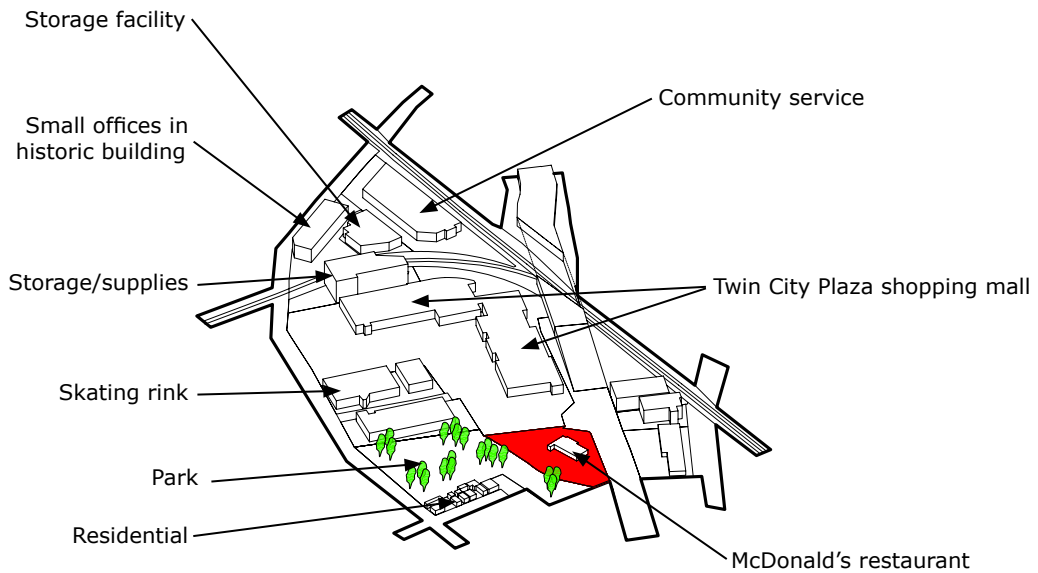 Storage facility
Community service
Small offices in
historic building
Storage/supplies
Twin City Plaza shopping mall
Skating rink
Park
Residential
McDonald’s restaurant